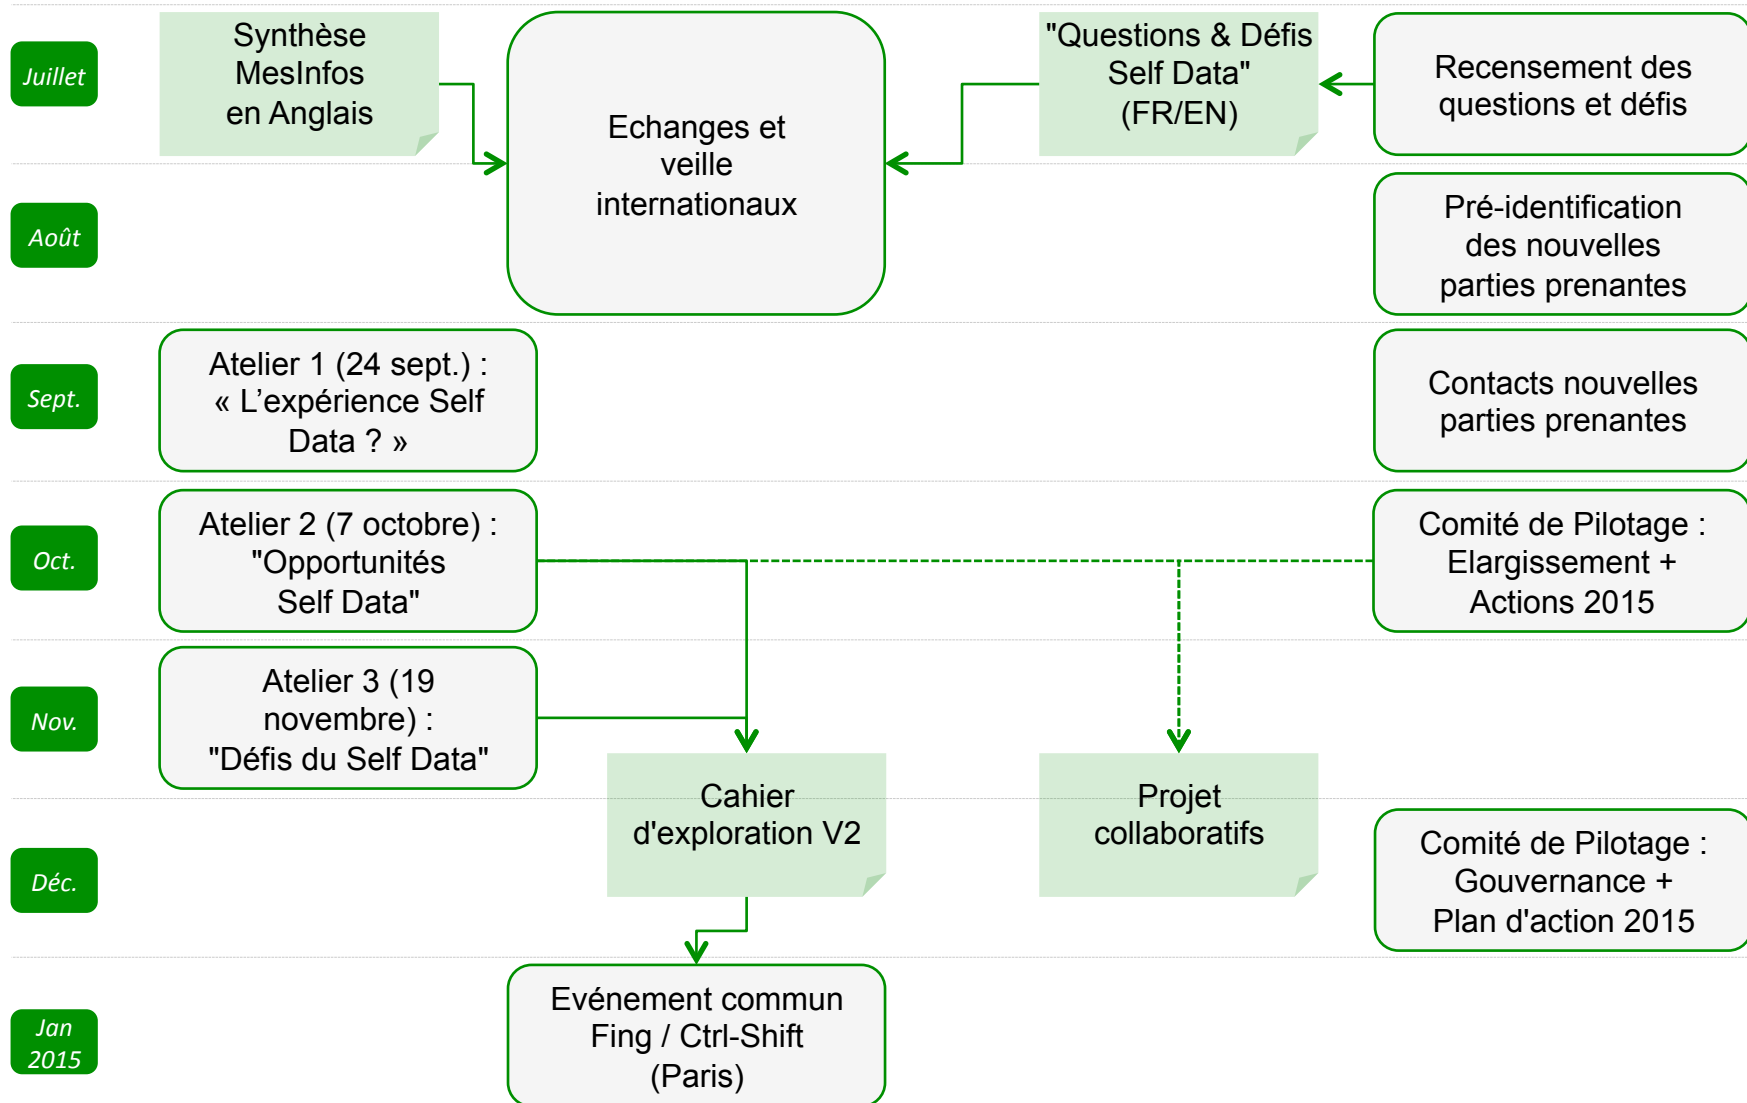 Juillet
Synthèse
MesInfos
en Anglais
Echanges et
veille
internationaux
"Questions & Défis
Self Data"
(FR/EN)
Recensement des
questions et défis
Août
Pré-identification
des nouvelles
parties prenantes
Sept.
Atelier 1 (24 sept.) :
« L’expérience Self
Data ? »
Contacts nouvelles
parties prenantes
Oct.
Atelier 2 (7 octobre) :
"Opportunités
Self Data"
Comité de Pilotage :
Elargissement +
Actions 2015
Nov.
Atelier 3 (19
novembre) :
"Défis du Self Data"
Cahier
d'exploration V2
Projet
collaboratifs
Déc.
Comité de Pilotage :
Gouvernance +
Plan d'action 2015
Jan
2015
Evénement commun
Fing / Ctrl-Shift
(Paris)